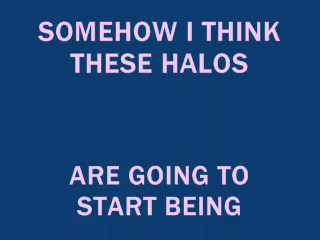 SOMEHOW I THINK
THESE HALOS
ARE GOING TO
START BEING